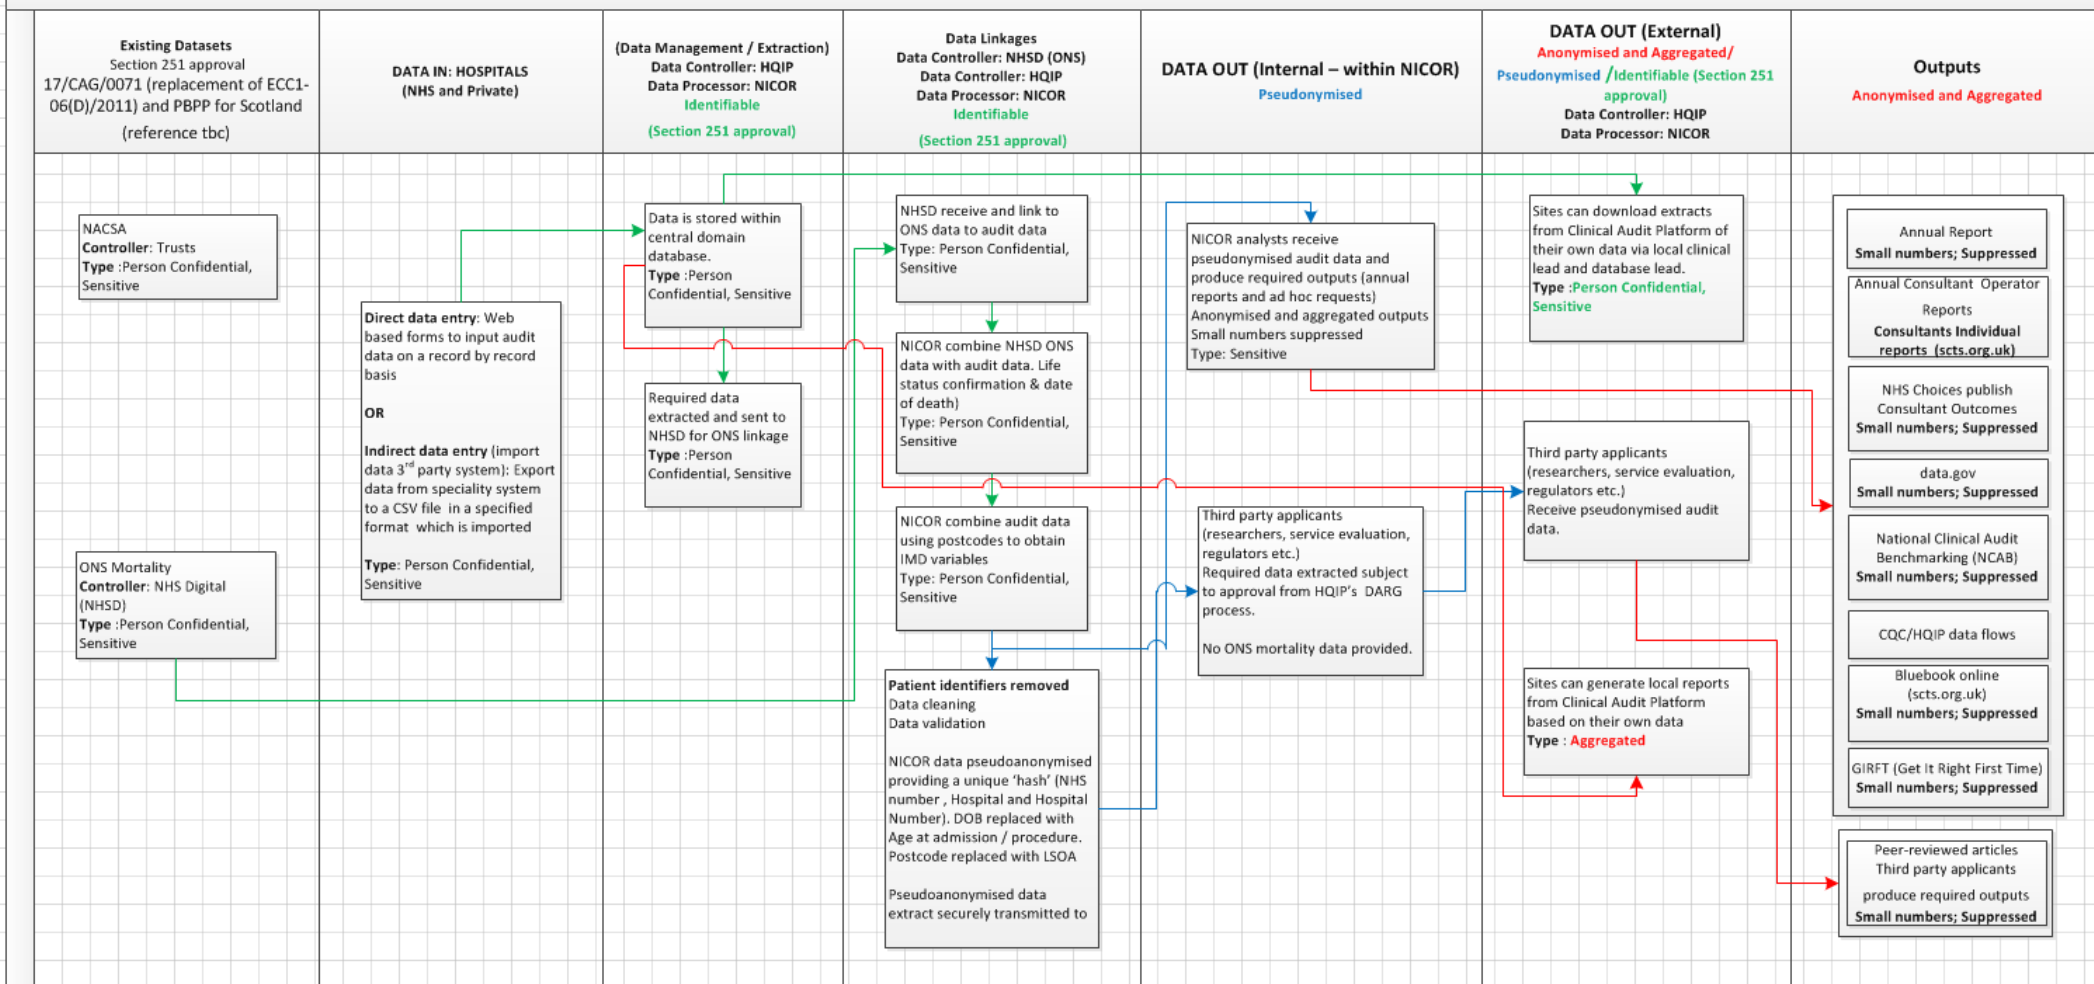 Existing Datasets
Section 251 approval
17/CAG/0071 (replacement of ECC1-
06(D)/2011) and PBPP for Scotland
(reference tbc)
DATA IN: HOSPITALS
(NHS and Private)
(Data Management / Extraction)
Data Controller: HQIP
Data Processor: NICOR
Identifiable
(Section 251 approval)
Data Linkages
Data Controller: NHSD (ONS)
Data Controller: HQIP
Data Processor: NICOR
Identifiable
(Section 251 approval)
DATA OUT (Internal – within NICOR)
Pseudonymised
DATA OUT (External)
Anonymised and Aggregated/
Pseudonymised /Identifiable (Section 251
approval)
Data Controller: HQIP
Data Processor: NICOR
Outputs
Anonymised and Aggregated
NACSA
Controller: Trusts
Type :Person Confidential,
Sensitive
ONS Mortality
Controller: NHS Digital
(NHSD)
Type :Person Confidential,
Sensitive
Direct data entry: Web
based forms to input audit
data on a record by record
basis
OR
Indirect data entry (import
data 3rd party system): Export
data from speciality system
to a CSV file  in a specified
format  which is imported
Type: Person Confidential,
Sensitive
Data is stored within
central domain
database.
Type :Person
Confidential, Sensitive
Required data
extracted and sent to
NHSD for ONS linkage
Type :Person
Confidential, Sensitive
NHSD receive and link to
ONS data to audit data
Type: Person Confidential,
Sensitive
NICOR combine NHSD ONS
data with audit data. Life
status confirmation & date
of death)
Type: Person Confidential,
Sensitive
NICOR combine audit data
using postcodes to obtain
IMD variables
Type: Person Confidential,
Sensitive
Patient identifiers removed
Data cleaning
Data validation
NICOR data pseudoanonymised
providing a unique ‘hash’ (NHS
number , Hospital and Hospital
Number). DOB replaced with
Age at admission / procedure.
Postcode replaced with LSOA
Pseudoanonymised data
extract securely transmitted to
NICOR analysts receive
pseudonymised audit data and
produce required outputs (annual
reports and ad hoc requests)
Anonymised and aggregated outputs
Small numbers suppressed
Type: Sensitive
Third party applicants
(researchers, service evaluation,
regulators etc.)
Required data extracted subject
to approval from HQIP’s  DARG
process.
No ONS mortality data provided.
Sites can download extracts
from Clinical Audit Platform of
their own data via local clinical
lead and database lead.
Type :Person Confidential,
Sensitive
Third party applicants
(researchers, service evaluation,
regulators etc.)
Receive pseudonymised audit
data.
Sites can generate local reports
from Clinical Audit Platform
based on their own data
Type : Aggregated
Annual Report
Small numbers; Suppressed
Annual Consultant  Operator
Reports
Consultants Individual
reports  (scts.org.uk)
NHS Choices publish
Consultant Outcomes
Small numbers; Suppressed
data.gov
Small numbers; Suppressed
National Clinical Audit
Benchmarking (NCAB)
Small numbers; Suppressed
CQC/HQIP data flows
Bluebook online
(scts.org.uk)
Small numbers; Suppressed
GIRFT (Get It Right First Time)
Small numbers; Suppressed
Peer-reviewed articles
Third party applicants
produce required outputs
Small numbers; Suppressed